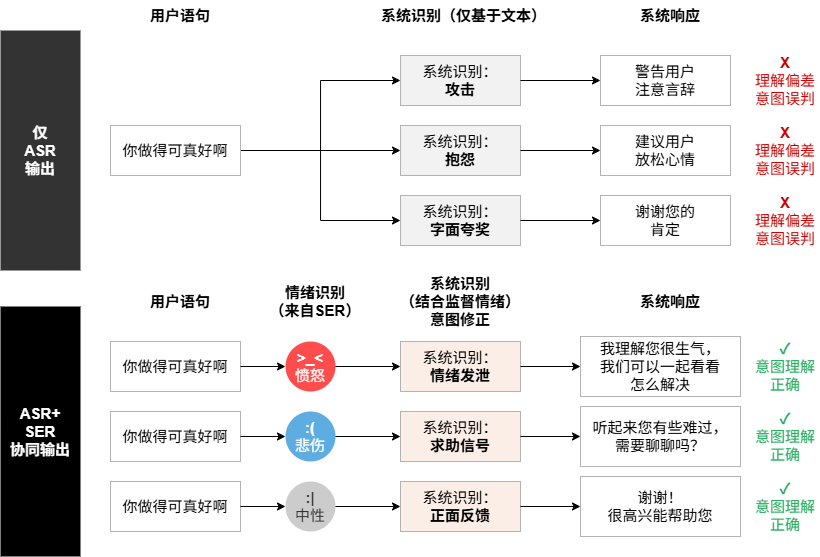 用户语句
系统识别（仅基于文本）
系统响应
仅
ASR
输出
你做得可真好啊
系统识别：
攻击
警告用户
注意言辞
X
理解偏差
意图误判
系统识别：
抱怨
建议用户
放松心情
X
理解偏差
意图误判
系统识别：
字面夸奖
谢谢您的
肯定
X
理解偏差
意图误判
用户语句
情绪识别
（来自SER）
系统识别
（结合监督情绪）
意图修正
系统响应
ASR+
SER
协同输出
你做得可真好啊
>_<
愤怒
系统识别：
情绪发泄
我理解您很生气，
我们可以一起看看
怎么解决
✓
意图理解
正确
你做得可真好啊
:(
悲伤
系统识别：
求助信号
听起来您有些难过，
需要聊聊吗？
✓
意图理解
正确
你做得可真好啊
:|
中性
系统识别：
正面反馈
谢谢！
很高兴能帮助您
✓
意图理解
正确